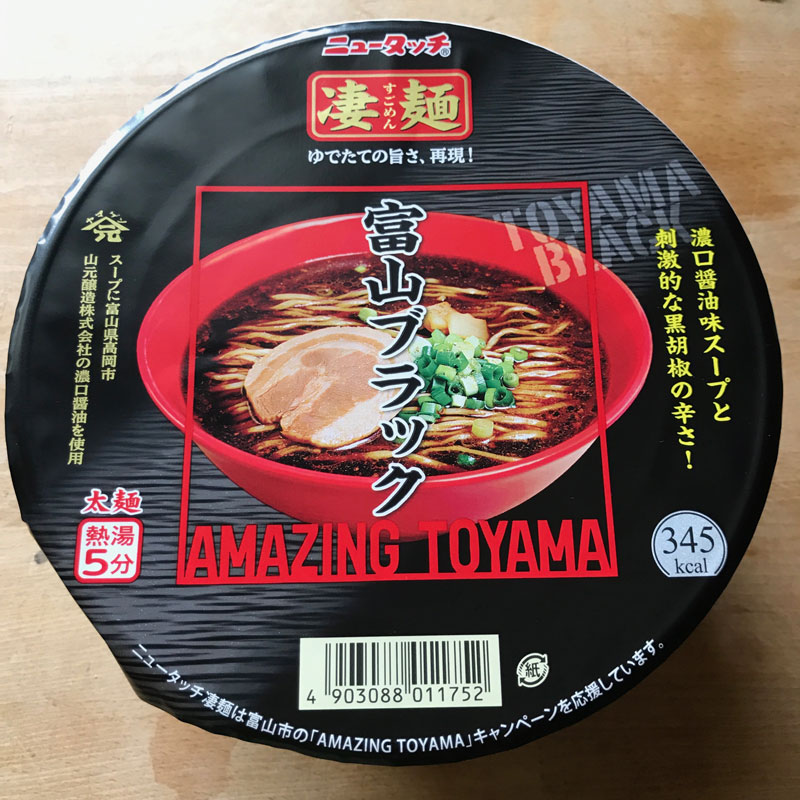 ニュータッチ®
凄麺
すごめん
ゆでたての旨さ、再現!
TOYAMA
BLACK
濃口醤油味スープと
刺激的な黒胡椒の辛さ!
富山ブラック
元
スープに富山県高岡市
山元醸造株式会社の濃口醤油を使用
太麺
熱湯
5分
AMAZING TOYAMA
345
kcal
4 903088 011752
紙
ニュータッチ凄麺は富山市の「AMAZING TOYAMA」キャンペーンを応援しています。